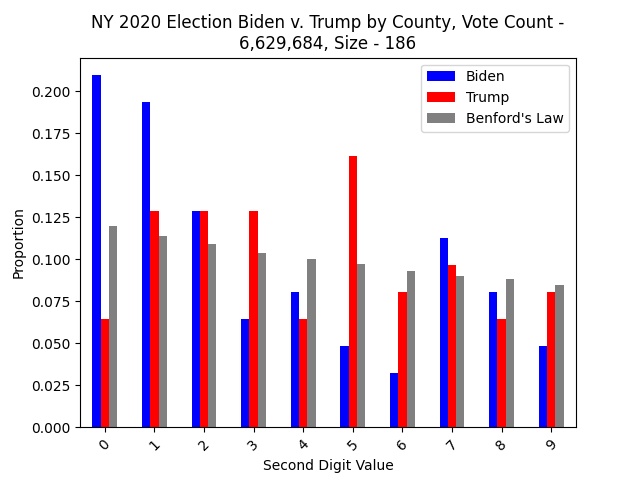 NY 2020 Election Biden v. Trump by County, Vote Count -
6,629,684, Size - 186
Biden
Trump
Benford's Law
0.200
0.175
0.150
0.125
0.100
0.075
0.050
0.025
0.000
Proportion
0 1 2 3 4 5 6 7 8 9
Second Digit Value